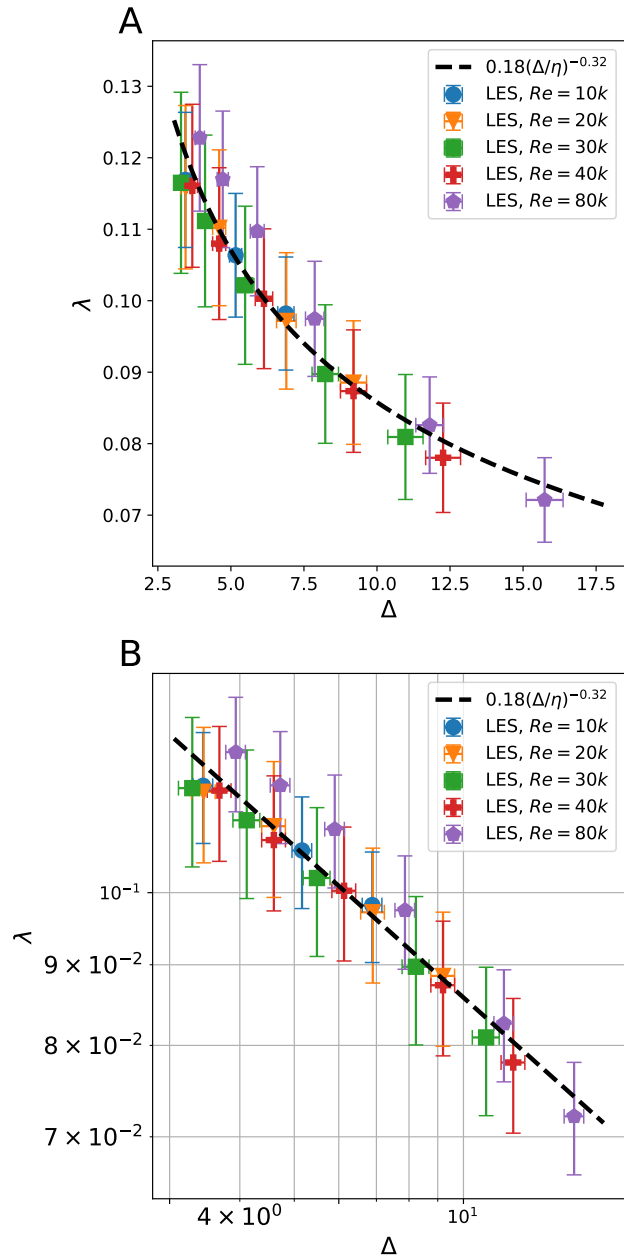 A
0.13
0.12
0.11
0.10
0.09
0.08
0.07
λ
2.5 5.0 7.5 10.0 12.5 15.0 17.5
Δ
0.18(Δ/η)^{−0.32}
LES, Re = 10k
LES, Re = 20k
LES, Re = 30k
LES, Re = 40k
LES, Re = 80k
B
10^{−1}
9 × 10^{−2}
8 × 10^{−2}
7 × 10^{−2}
λ
4 × 10^{0} 10^{1}
Δ
0.18(Δ/η)^{−0.32}
LES, Re = 10k
LES, Re = 20k
LES, Re = 30k
LES, Re = 40k
LES, Re = 80k